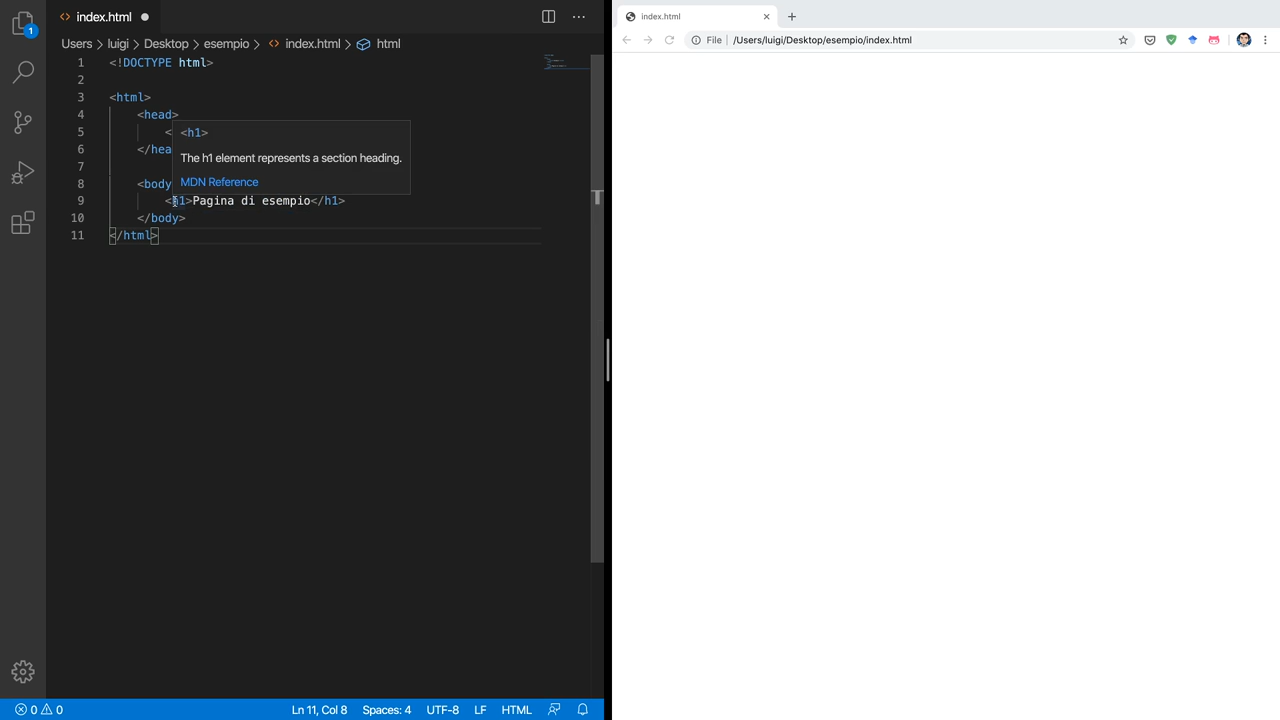 index.html
Users luigi Desktop esempio index.html html
1 <!DOCTYPE html>
2
3 <html>
4 <head>
5 <
6 </hea
7
8 <body
9 <h1>Pagina di esempio</h1>
10 </body>
11 </html>
<h1>
The h1 element represents a section heading.
MDN Reference
1
0 0
Ln 11, Col 8 Spaces: 4 UTF-8 LF HTML
index.html
File /Users/luigi/Desktop/esempio/index.html